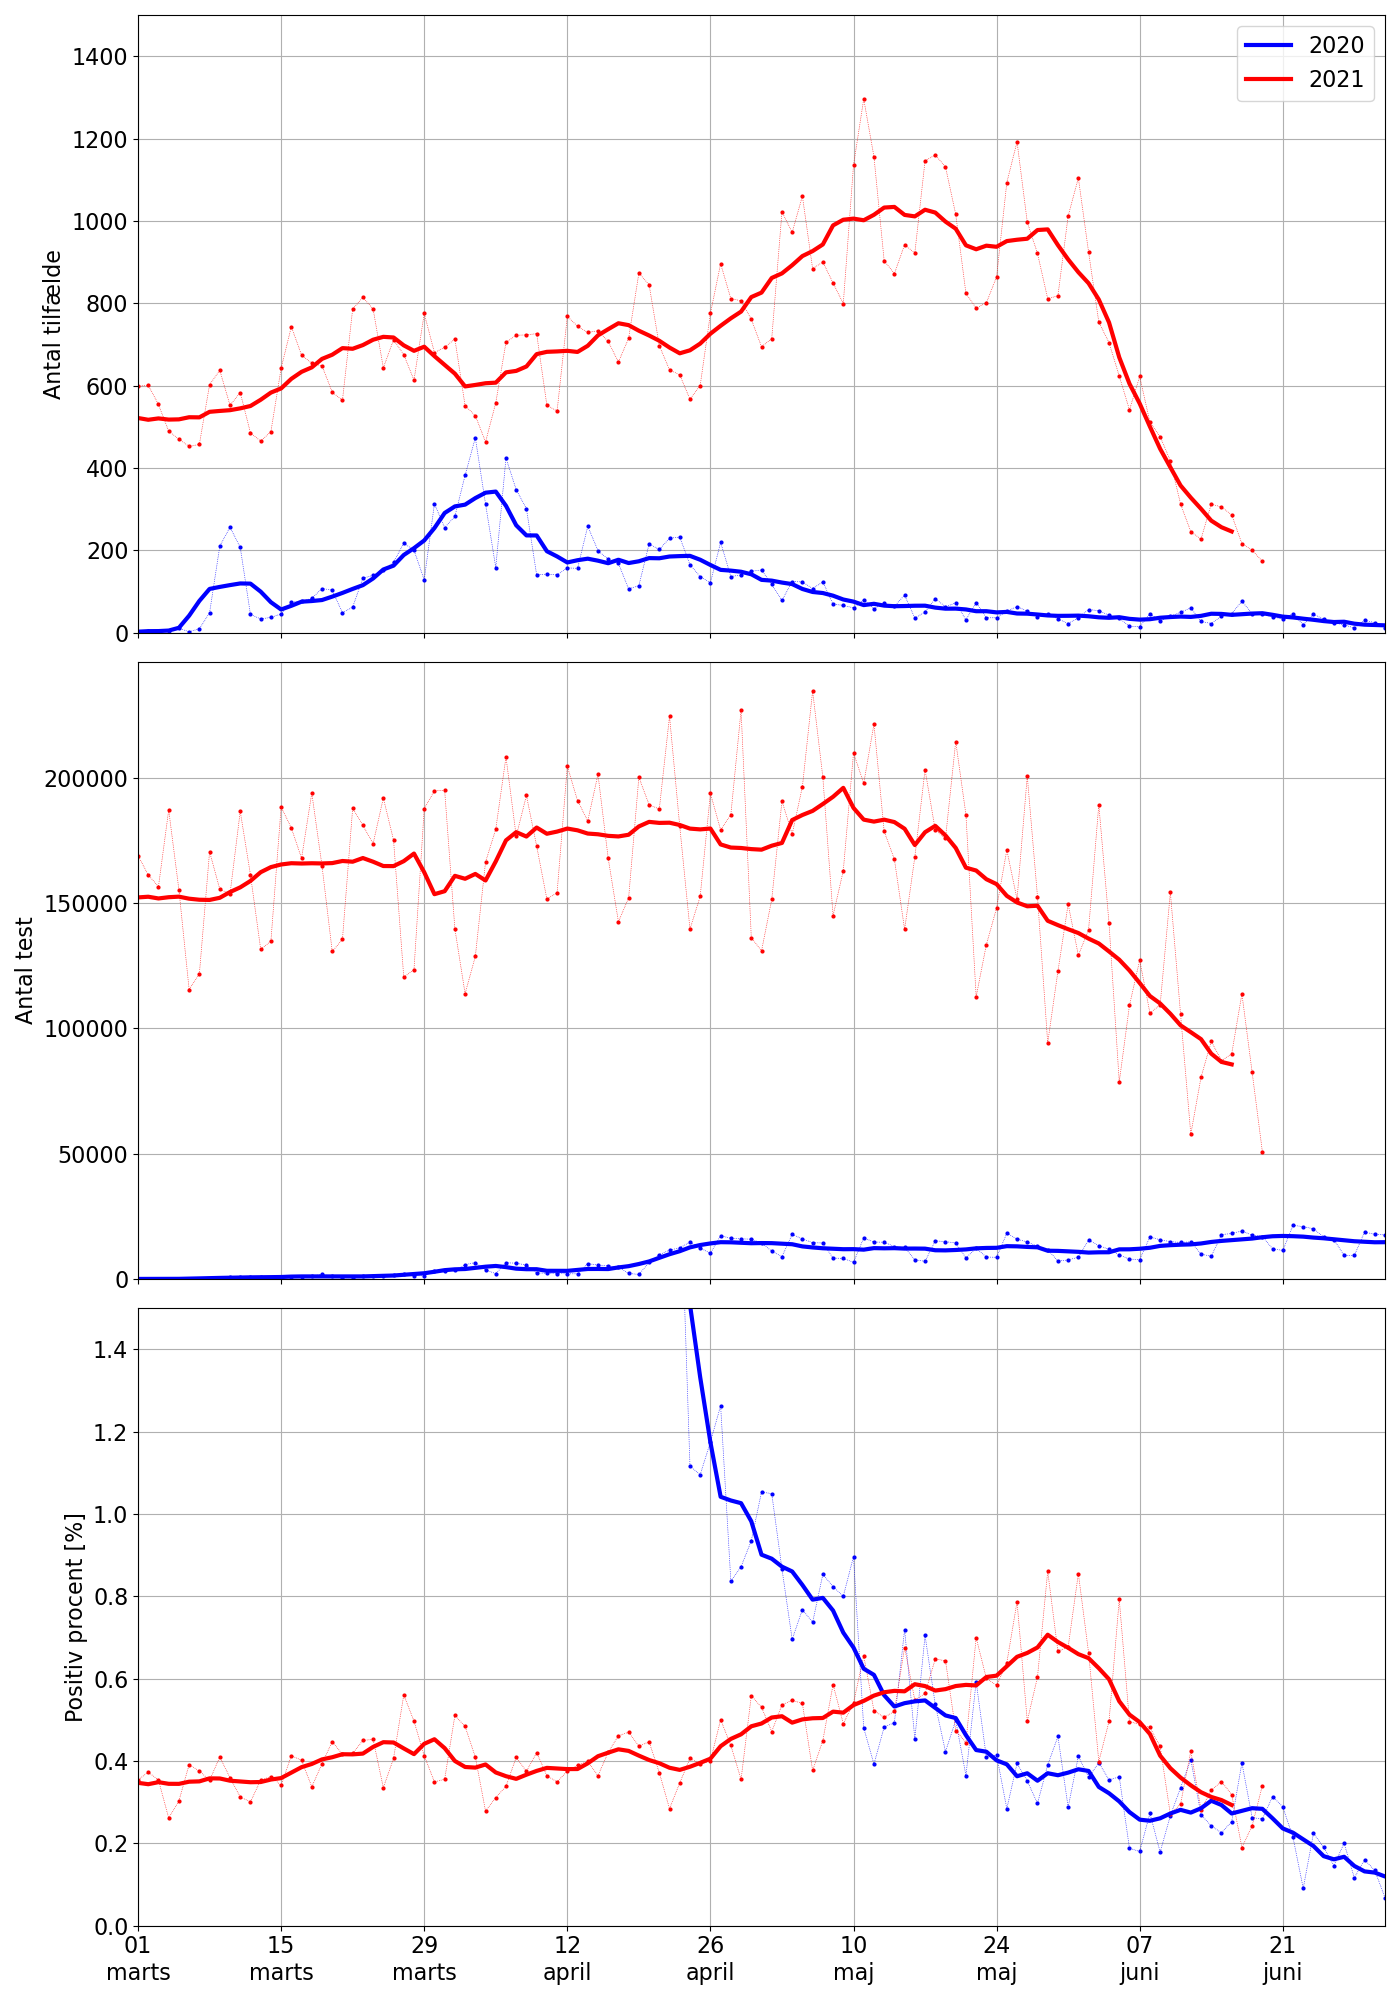 1400
1200
1000
800
600
400
200
0
Antal tilfælde
2020
2021
200000
150000
100000
50000
0
Antal test
1.4
1.2
1.0
0.8
0.6
0.4
0.2
0.0
Positiv procent [%]
01 marts
15 marts
29 marts
12 april
26 april
10 maj
24 maj
07 juni
21 juni